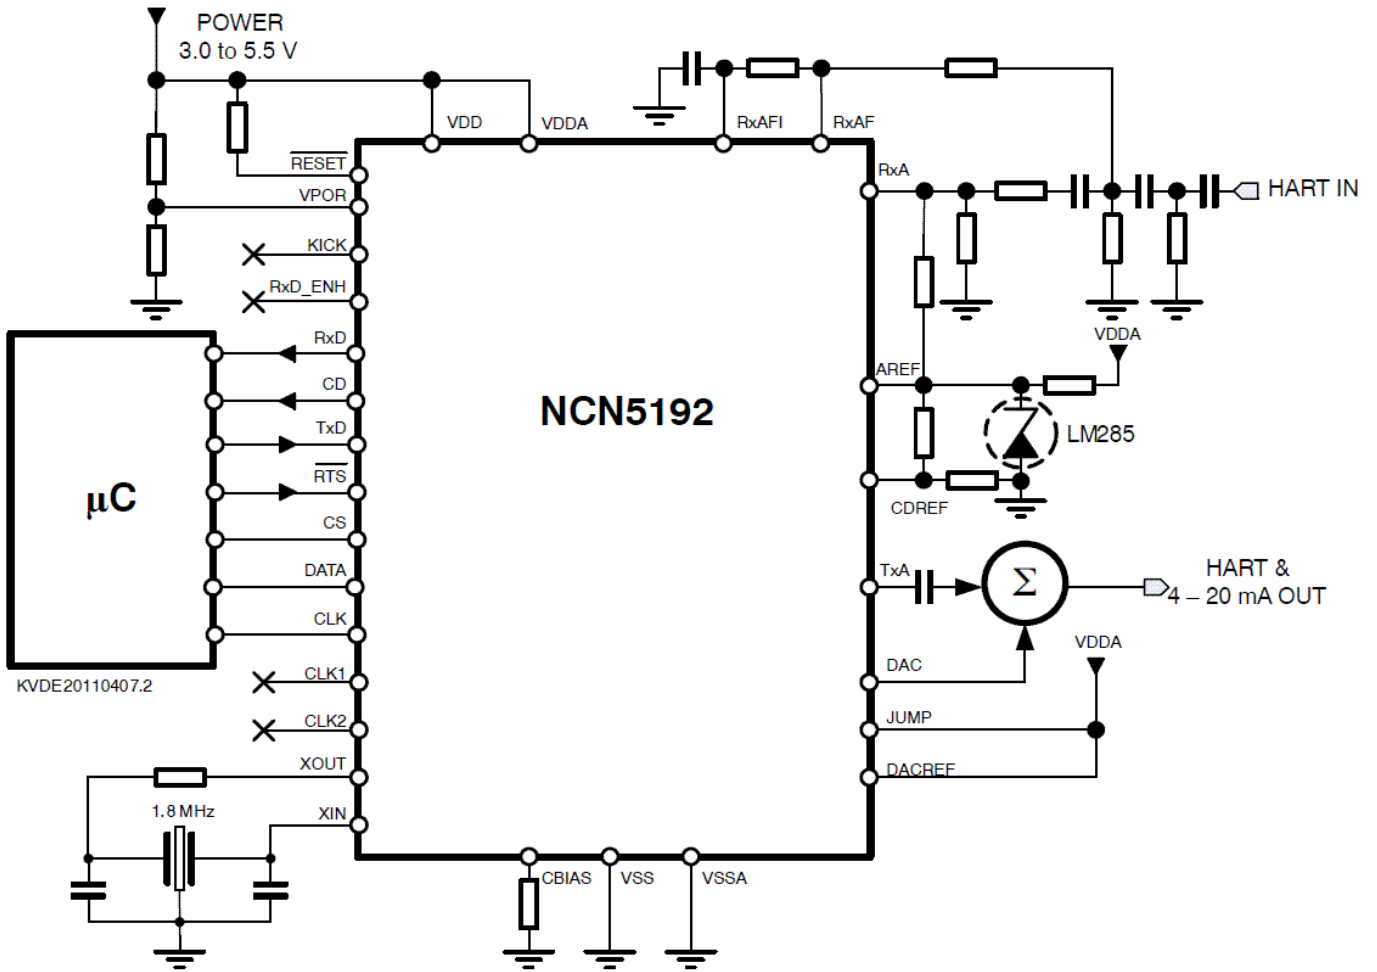 POWER
3.0 to 5.5 V
VDD
VDDA
RxAFI
RxAF
RESET
VPOR
KICK
RxD_ENH
RxD
CD
TxD
RTS
CS
DATA
CLK
CLK1
CLK2
XOUT
XIN
1.8 MHz
μC
KVDE20110407.2
NCN5192
RxA
HART IN
VDDA
AREF
LM285
CDREF
TxA
Σ
HART &
4 – 20 mA OUT
VDDA
DAC
JUMP
DACREF
CBIAS
VSS
VSSA